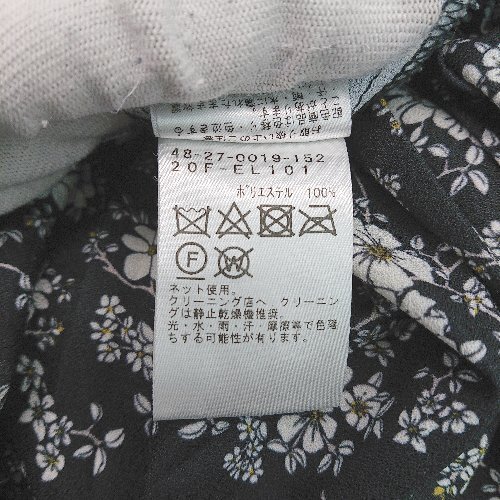 48-27-0019-152
20F-EL101
ポリエステル 100%
F
W
ネット使用。
クリーニング店へ クリーニン
グは静止乾燥機推奨。
光・水・雨・汗・摩擦等で色落
ちする可能性が有ります。